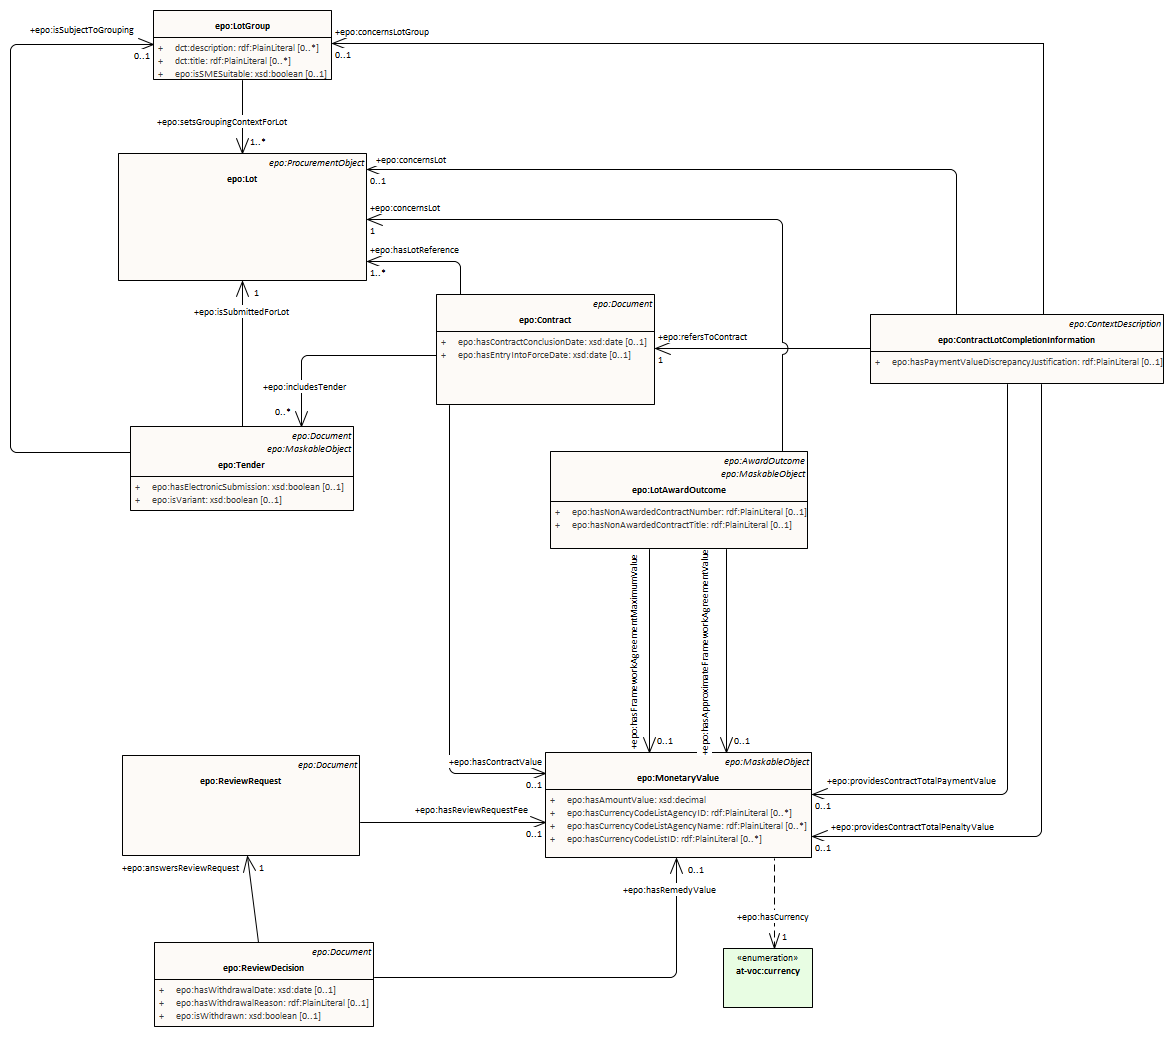 +epo:isSubjectToGrouping
0..1
epo:LotGroup
+ dct:description: rdf:PlainLiteral [0..*]
+ dct:title: rdf:PlainLiteral [0..*]
+ epo:isSMESuitable: xsd:boolean [0..1]
+epo:concernsLotGroup
0..1
+epo:setsGroupingContextForLot
1..*
epo:ProcurementObject
epo:Lot
+epo:concernsLot
0..1
+epo:concernsLot
1
+epo:hasLotReference
1..*
1
+epo:isSubmittedForLot
epo:Document
epo:Contract
+ epo:hasContractConclusionDate: xsd:date [0..1]
+ epo:hasEntryIntoForceDate: xsd:date [0..1]
+epo:refersToContract
1
epo:ContextDescription
epo:ContractLotCompletionInformation
+ epo:hasPaymentValueDiscrepancyJustification: rdf:PlainLiteral [0..1]
+epo:includesTender
0..*
epo:Document
epo:MaskableObject
epo:Tender
+ epo:hasElectronicSubmission: xsd:boolean [0..1]
+ epo:isVariant: xsd:boolean [0..1]
epo:AwardOutcome
epo:MaskableObject
epo:LotAwardOutcome
+ epo:hasNonAwardedContractNumber: rdf:PlainLiteral [0..1]
+ epo:hasNonAwardedContractTitle: rdf:PlainLiteral [0..1]
+epo:hasFrameworkAgreementMaximumValue
0..1
+epo:hasApproximateFrameworkAgreementValue
0..1
+epo:hasContractValue
0..1
epo:MaskableObject
epo:MonetaryValue
+ epo:hasAmountValue: xsd:decimal
+ epo:hasCurrencyCodeListAgencyID: rdf:PlainLiteral [0..*]
+ epo:hasCurrencyCodeListAgencyName: rdf:PlainLiteral [0..*]
+ epo:hasCurrencyCodeListID: rdf:PlainLiteral [0..*]
+epo:providesContractTotalPaymentValue
0..1
+epo:providesContractTotalPenaltyValue
0..1
epo:Document
epo:ReviewRequest
+epo:hasReviewRequestFee
0..1
+epo:answersReviewRequest
1
0..1
+epo:hasRemedyValue
+epo:hasCurrency
1
«enumeration»
at-voc:currency
epo:Document
epo:ReviewDecision
+ epo:hasWithdrawalDate: xsd:date [0..1]
+ epo:hasWithdrawalReason: rdf:PlainLiteral [0..1]
+ epo:isWithdrawn: xsd:boolean [0..1]